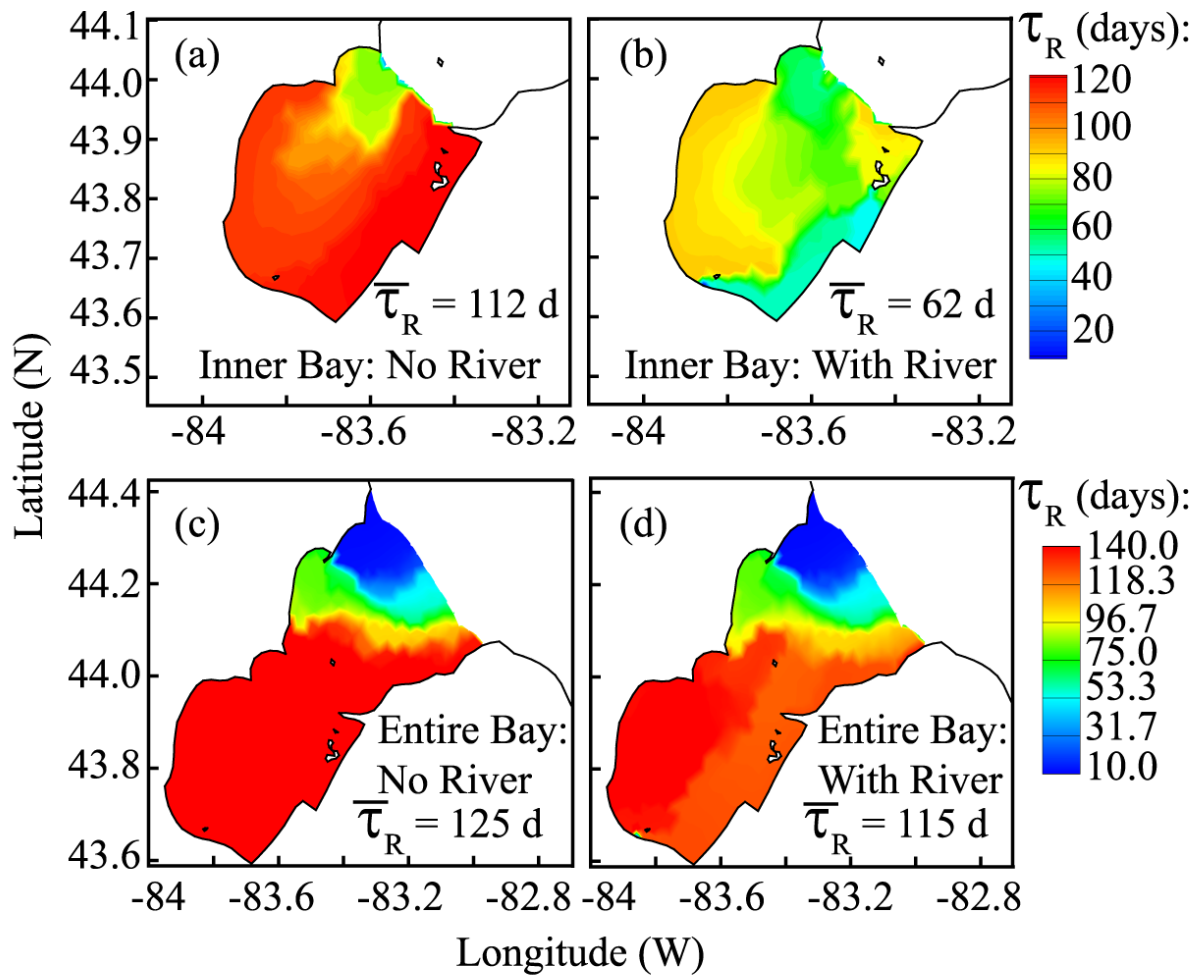 44.1
44.0
43.9
43.8
43.7
43.6
43.5
(a)
τ̅R = 112 d
Inner Bay: No River
-84
-83.6
-83.2
(b)
τ̅R = 62 d
Inner Bay: With River
-84
-83.6
-83.2
τR (days):
120
100
80
60
40
20
Latitude (N)
44.4
44.2
44.0
43.8
43.6
(c)
Entire Bay:
No River
τ̅R = 125 d
-84
-83.6
-83.2
-82.8
(d)
Entire Bay:
With River
τ̅R = 115 d
-84
-83.6
-83.2
-82.8
τR (days):
140.0
118.3
96.7
75.0
53.3
31.7
10.0
Longitude (W)